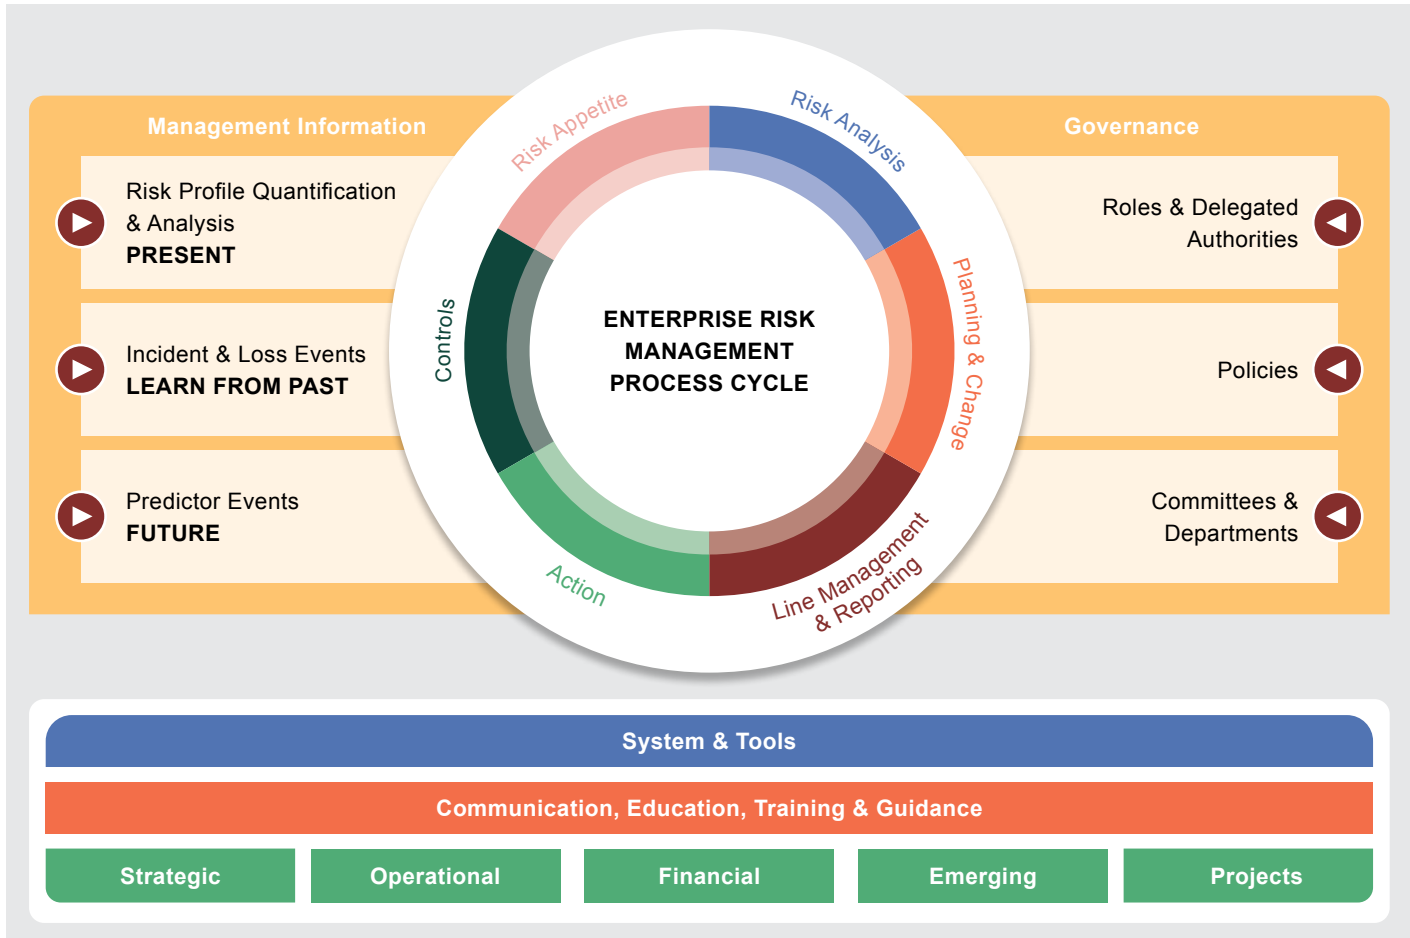 Management Information
Risk Profile Quantification
& Analysis
PRESENT
Incident & Loss Events
LEARN FROM PAST
Predictor Events
FUTURE
Risk Appetite
Risk Analysis
Planning & Change
Line Management
& Reporting
Action
Controls
ENTERPRISE RISK
MANAGEMENT
PROCESS CYCLE
Governance
Roles & Delegated
Authorities
Policies
Committees &
Departments
System & Tools
Communication, Education, Training & Guidance
Strategic
Operational
Financial
Emerging
Projects